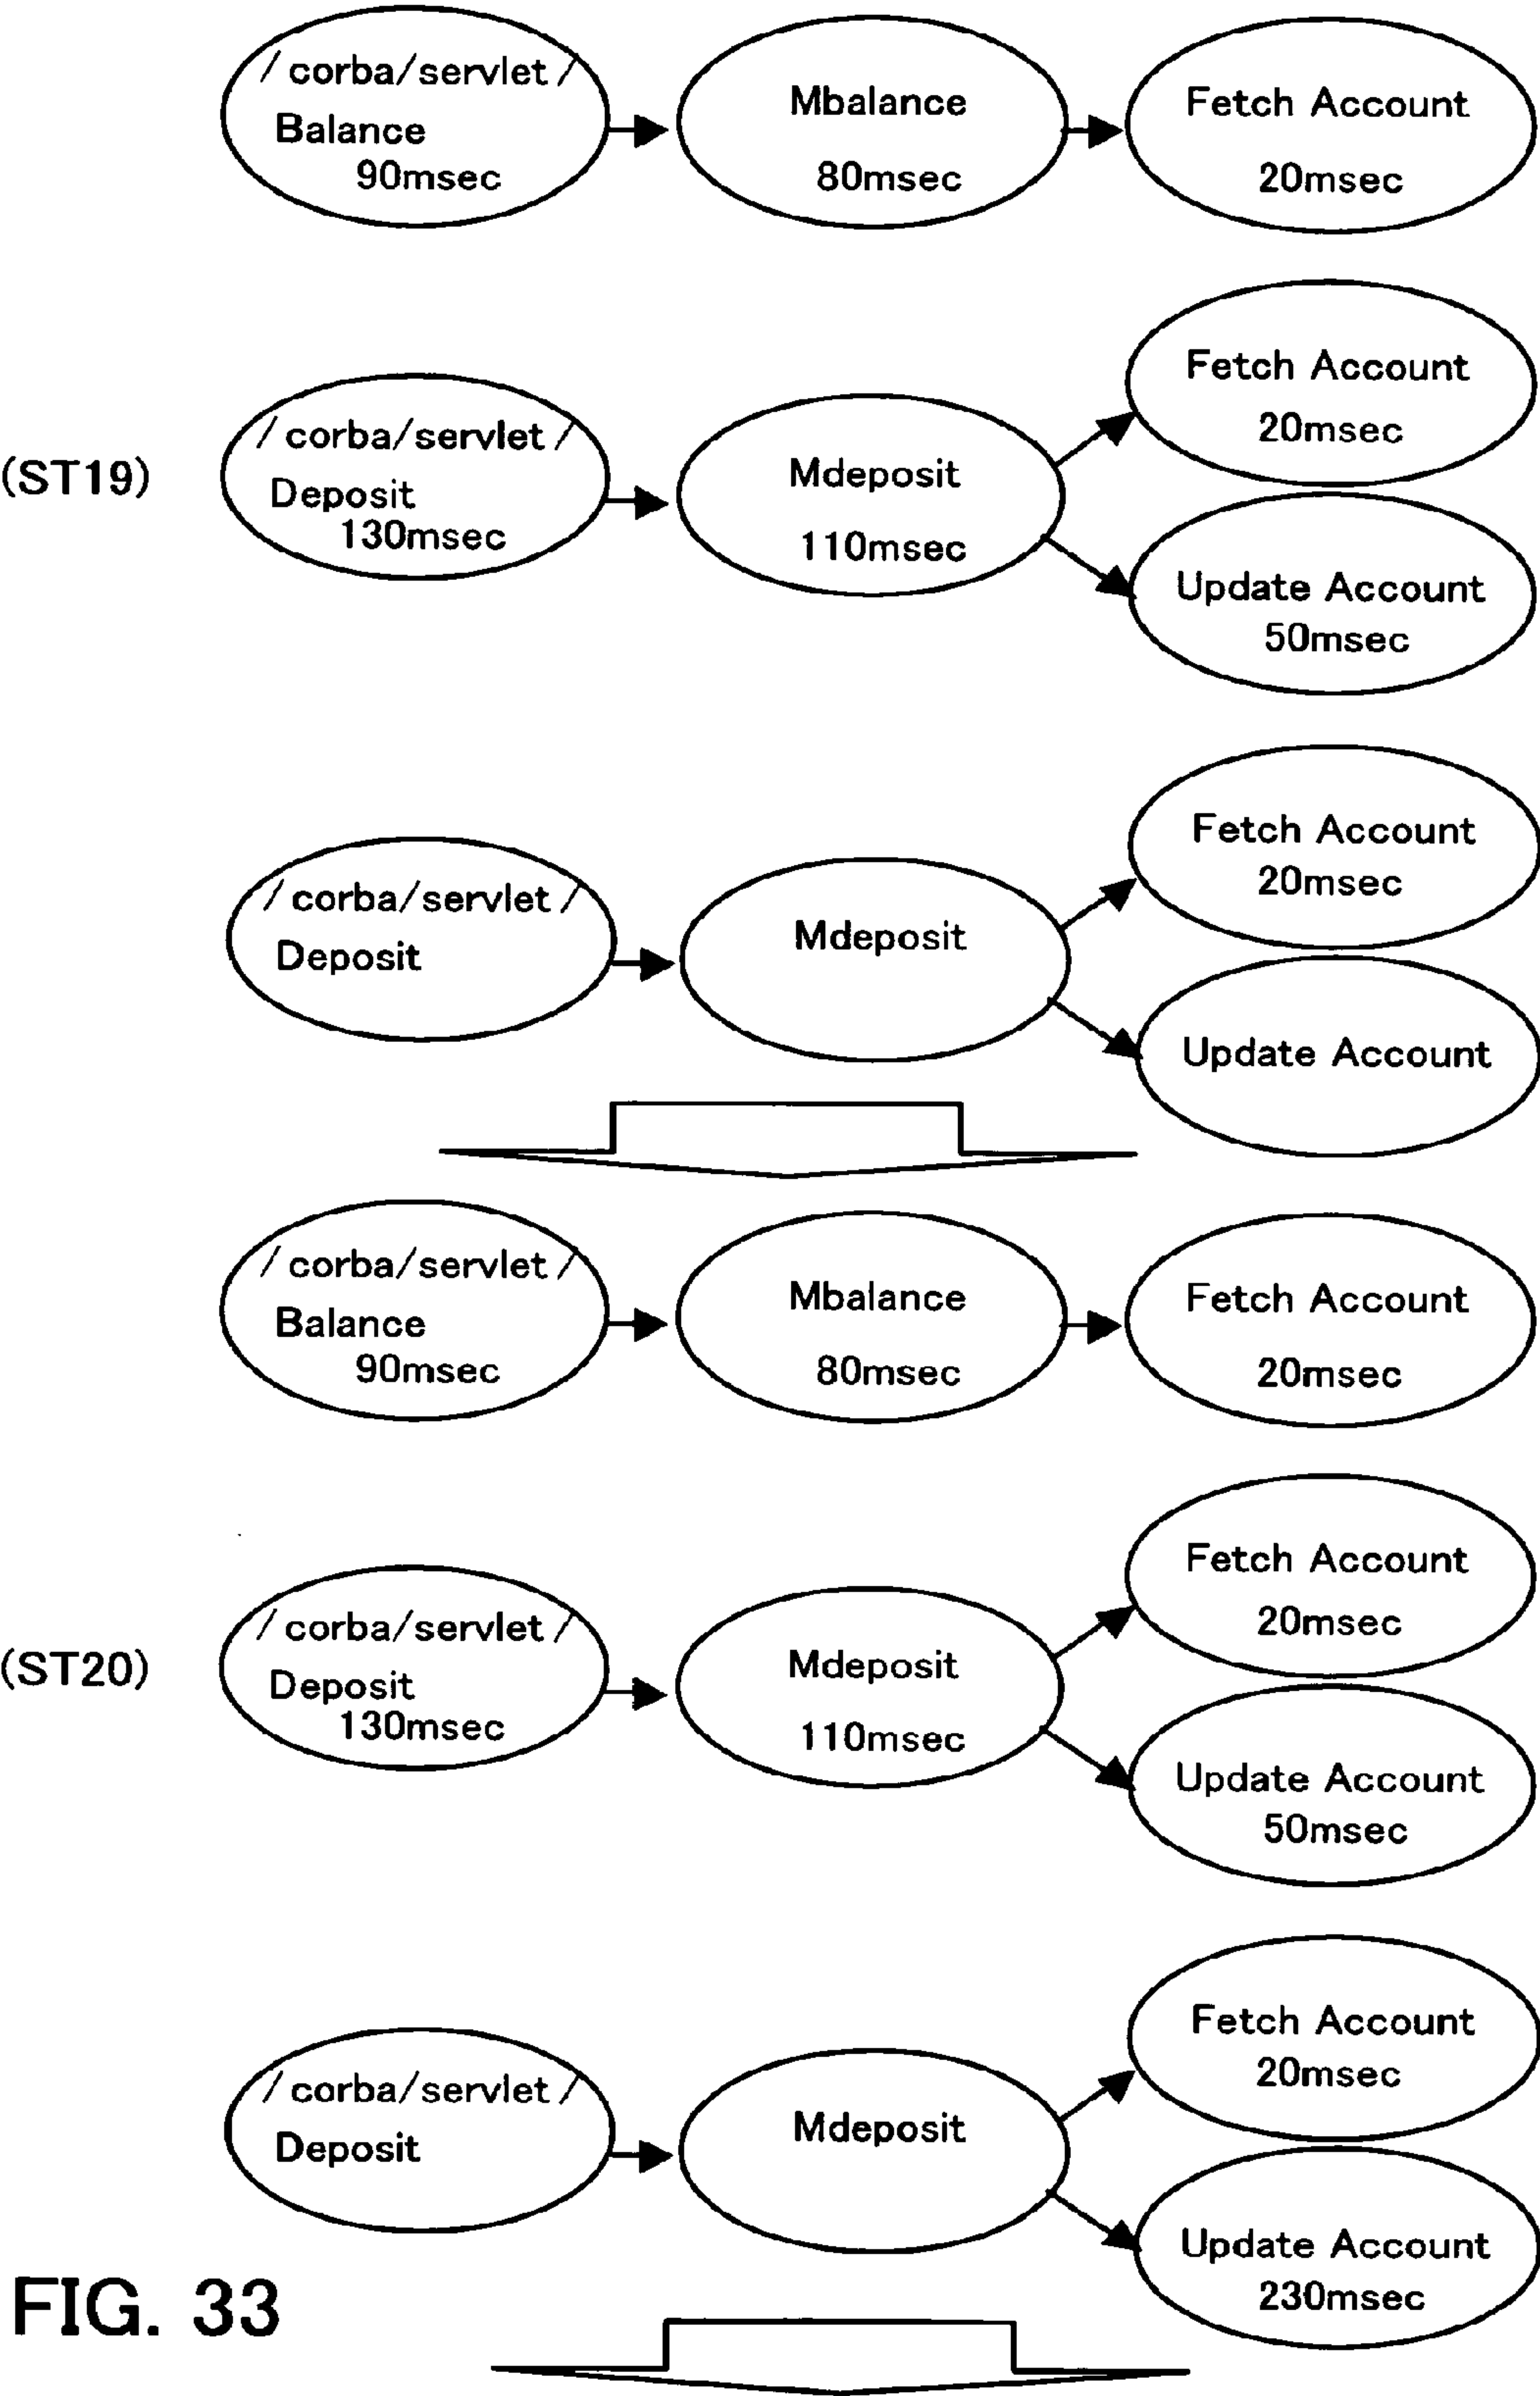 / corba/servlet /
Balance
90msec
Mbalance
80msec
Fetch Account
20msec
(ST19)
/ corba/servlet /
Deposit
130msec
Mdeposit
110msec
Fetch Account
20msec
Update Account
50msec
/ corba/servlet /
Deposit
Mdeposit
Fetch Account
20msec
Update Account
/ corba/servlet /
Balance
90msec
Mbalance
80msec
Fetch Account
20msec
(ST20)
/ corba/servlet /
Deposit
130msec
Mdeposit
110msec
Fetch Account
20msec
Update Account
50msec
/ corba/servlet /
Deposit
Mdeposit
Fetch Account
20msec
Update Account
230msec
FIG. 33